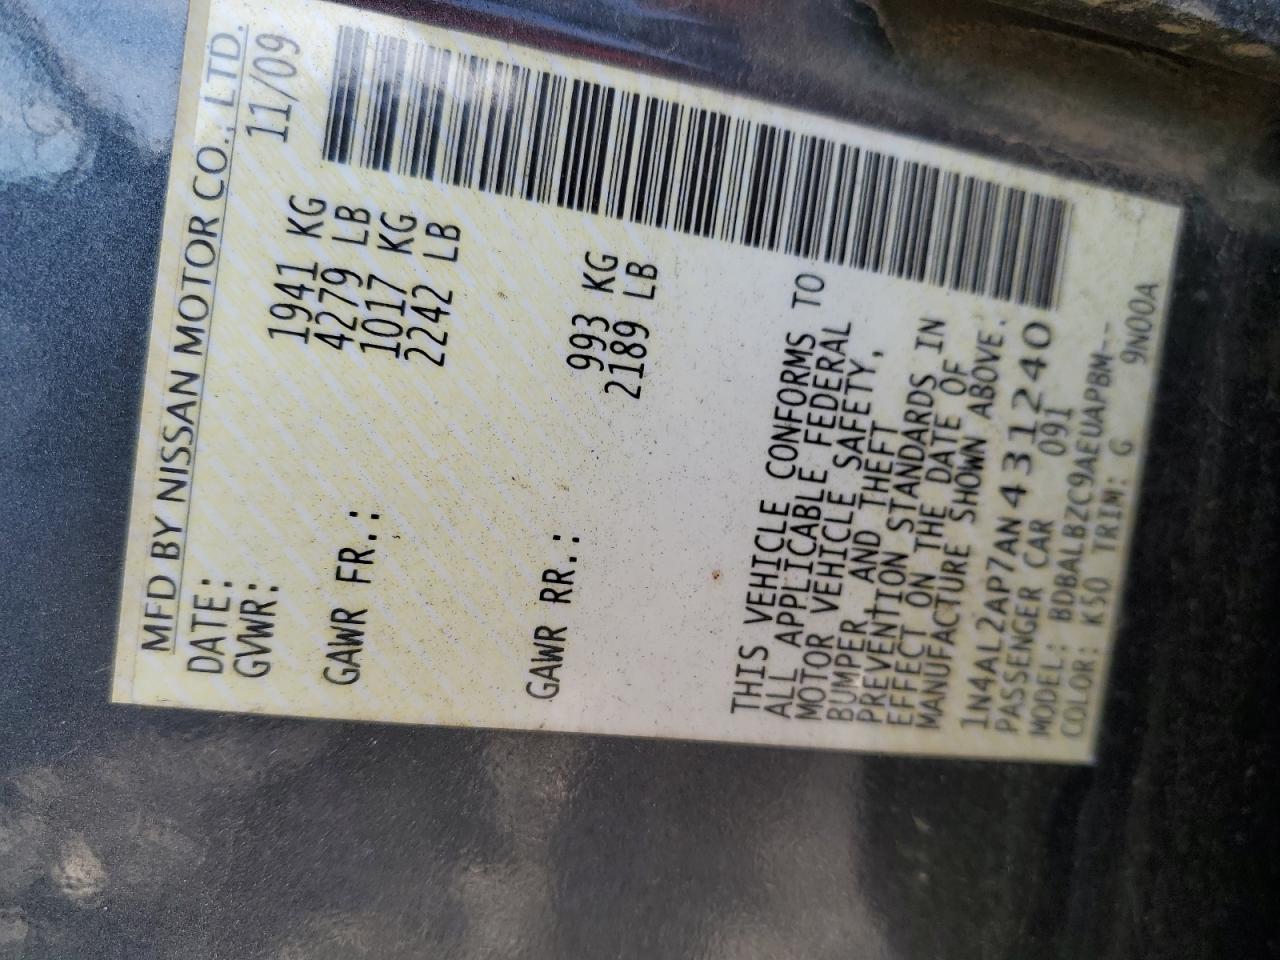 MFD BY NISSAN MOTOR CO., LTD.
DATE: 11/09
GVWR: 1941 KG
4279 LB
GAWR FR.: 1017 KG
2242 LB
GAWR RR.: 993 KG
2189 LB
THIS VEHICLE CONFORMS TO
ALL APPLICABLE FEDERAL
MOTOR VEHICLE SAFETY,
BUMPER AND THEFT
PREVENTION STANDARDS IN
EFFECT ON THE DATE OF
MANUFACTURE SHOWN ABOVE.
1N4AL2AP7AN431240
PASSENGER CAR 091
MODEL: BDBALBZC9AEUAPBM--
COLOR: K50 TRIM: G 9N00A